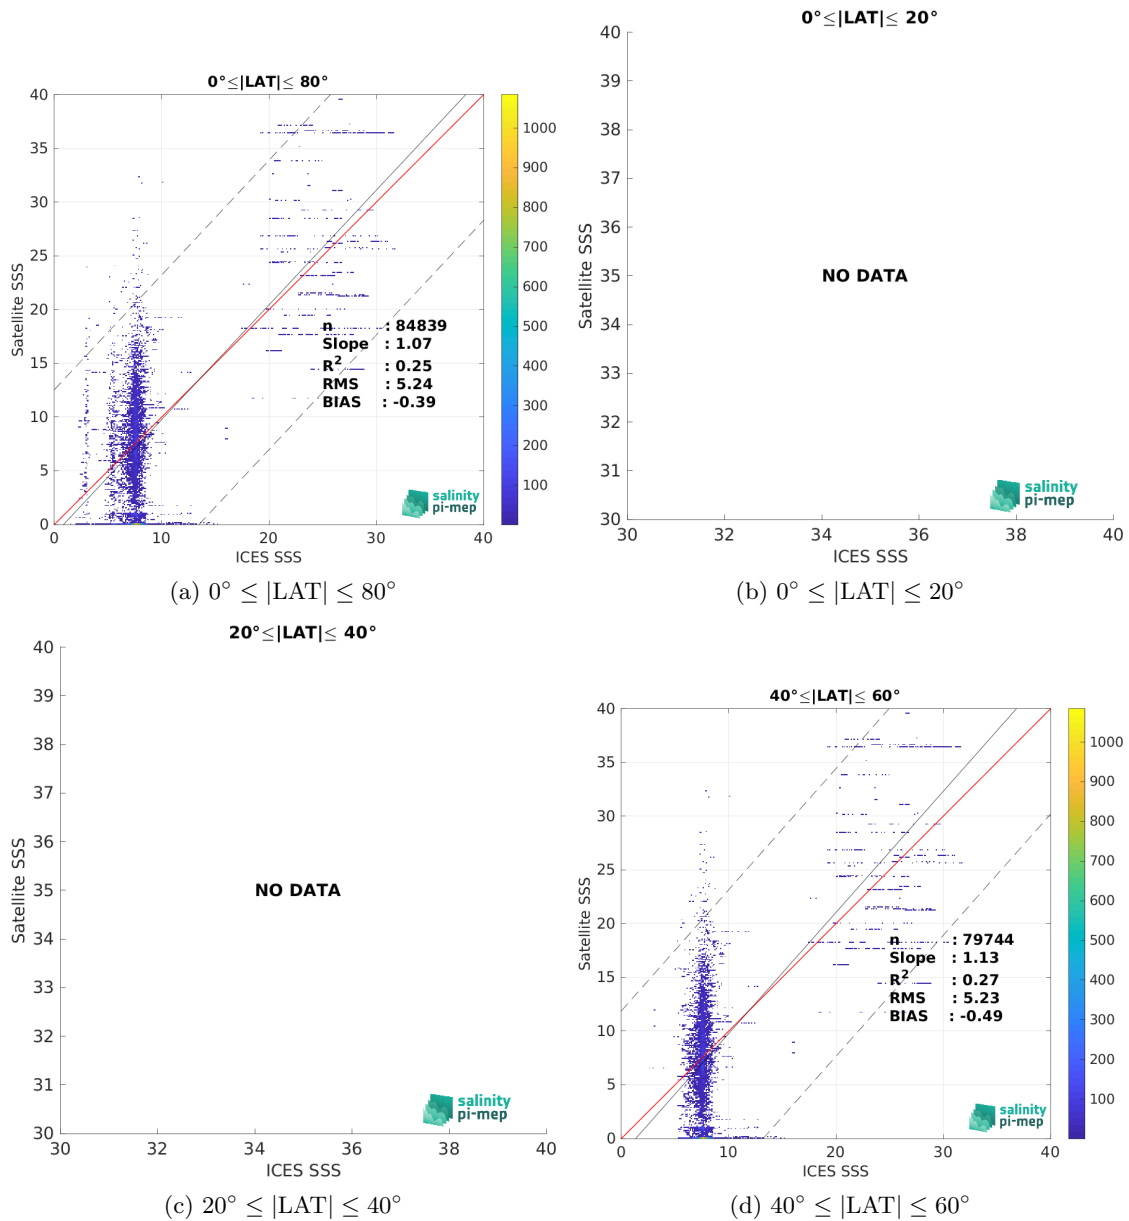 0°≤|LAT|≤ 80°
40
35
30
25
20
15
10
5
0
Satellite SSS
n : 84839
Slope : 1.07
R² : 0.25
RMS : 5.24
BIAS : -0.39
salinity
pi-mep
0 10 20 30 40
ICES SSS
1000
900
800
700
600
500
400
300
200
100
(a) 0° ≤ |LAT| ≤ 80°
0°≤|LAT|≤ 20°
40
39
38
37
36
35
34
33
32
31
30
Satellite SSS
NO DATA
salinity
pi-mep
30 32 34 36 38 40
ICES SSS
(b) 0° ≤ |LAT| ≤ 20°
20°≤|LAT|≤ 40°
40
39
38
37
36
35
34
33
32
31
30
Satellite SSS
NO DATA
salinity
pi-mep
30 32 34 36 38 40
ICES SSS
(c) 20° ≤ |LAT| ≤ 40°
40°≤|LAT|≤ 60°
40
35
30
25
20
15
10
5
0
Satellite SSS
n : 79744
Slope : 1.13
R² : 0.27
RMS : 5.23
BIAS : -0.49
salinity
pi-mep
0 10 20 30 40
ICES SSS
1000
900
800
700
600
500
400
300
200
100
(d) 40° ≤ |LAT| ≤ 60°